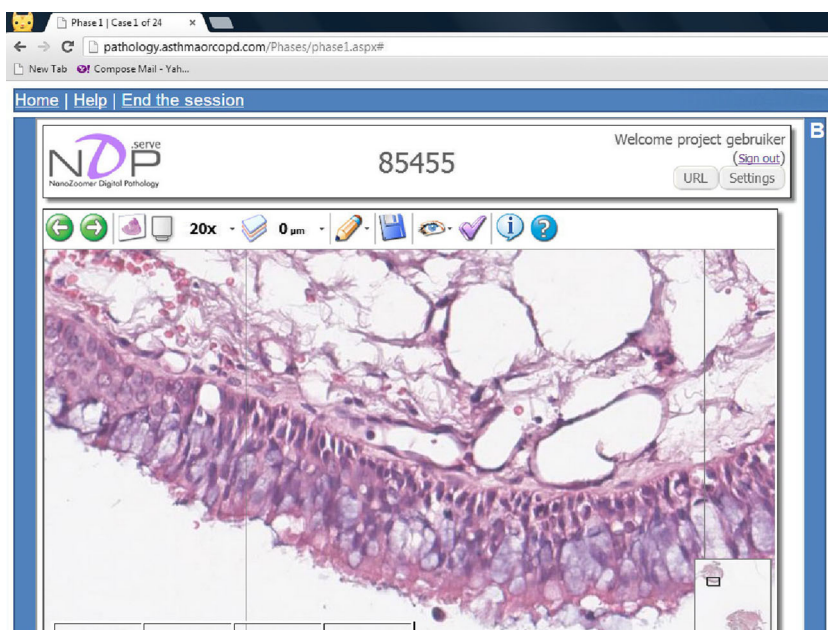 Phase 1 | Case 1 of 24
pathology.asthmaorcopd.com/Phases/phase1.aspx#
New Tab Y! Compose Mail - Yah...
Home | Help | End the session
B
NDP.serve
NanoZoomer Digital Pathology
85455
Welcome project gebruiker
(Sign out)
URL Settings
20x 0 µm